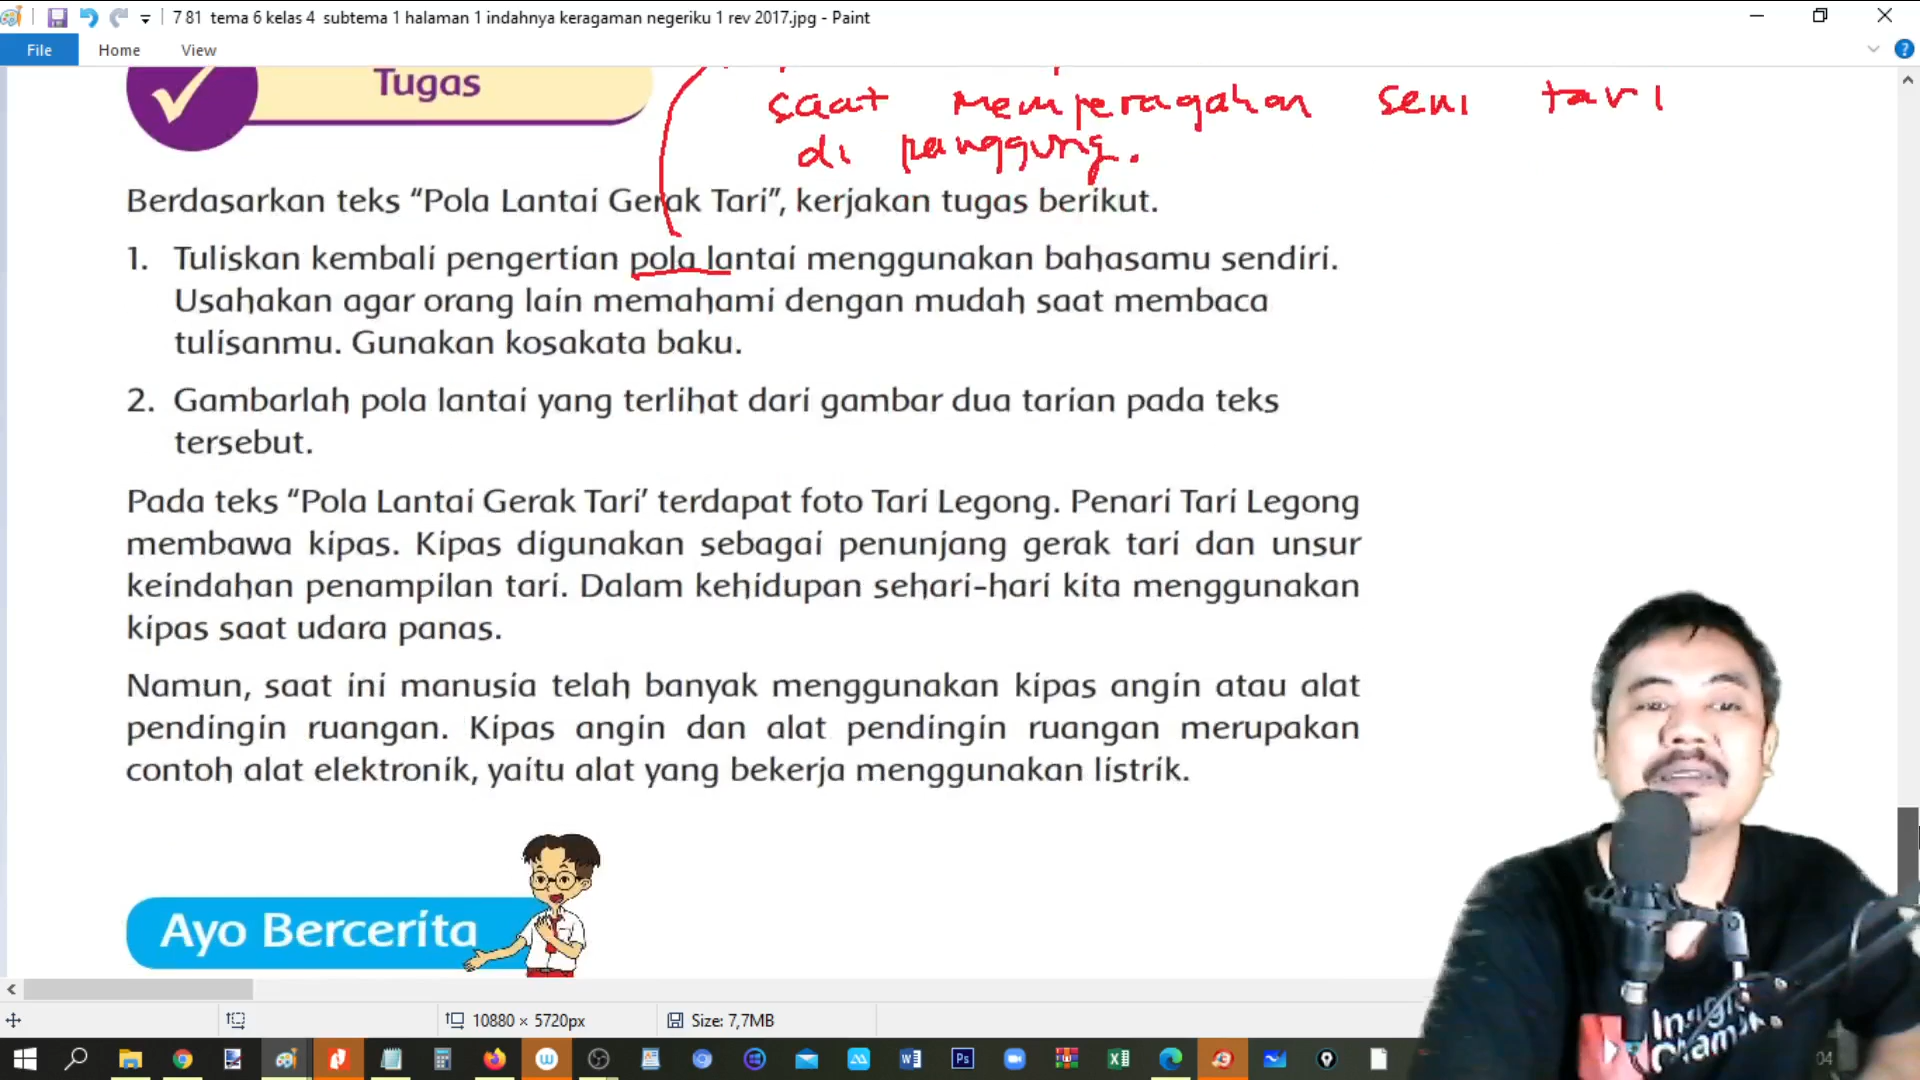 7 81 tema 6 kelas 4 subtema 1 halaman 1 indahnya keragaman negeriku 1 rev 2017.jpg - Paint
File Home View
Tugas
saat memperagahan seni tari
di panggung.
Berdasarkan teks “Pola Lantai Gerak Tari”, kerjakan tugas berikut.
1. Tuliskan kembali pengertian pola lantai menggunakan bahasamu sendiri.
Usahakan agar orang lain memahami dengan mudah saat membaca
tulisanmu. Gunakan kosakata baku.
2. Gambarlah pola lantai yang terlihat dari gambar dua tarian pada teks
tersebut.
Pada teks “Pola Lantai Gerak Tari’ terdapat foto Tari Legong. Penari Tari Legong
membawa kipas. Kipas digunakan sebagai penunjang gerak tari dan unsur
keindahan penampilan tari. Dalam kehidupan sehari-hari kita menggunakan
kipas saat udara panas.
Namun, saat ini manusia telah banyak menggunakan kipas angin atau alat
pendingin ruangan. Kipas angin dan alat pendingin ruangan merupakan
contoh alat elektronik, yaitu alat yang bekerja menggunakan listrik.
Ayo Bercerita
10880 × 5720px
Size: 7,7MB
04